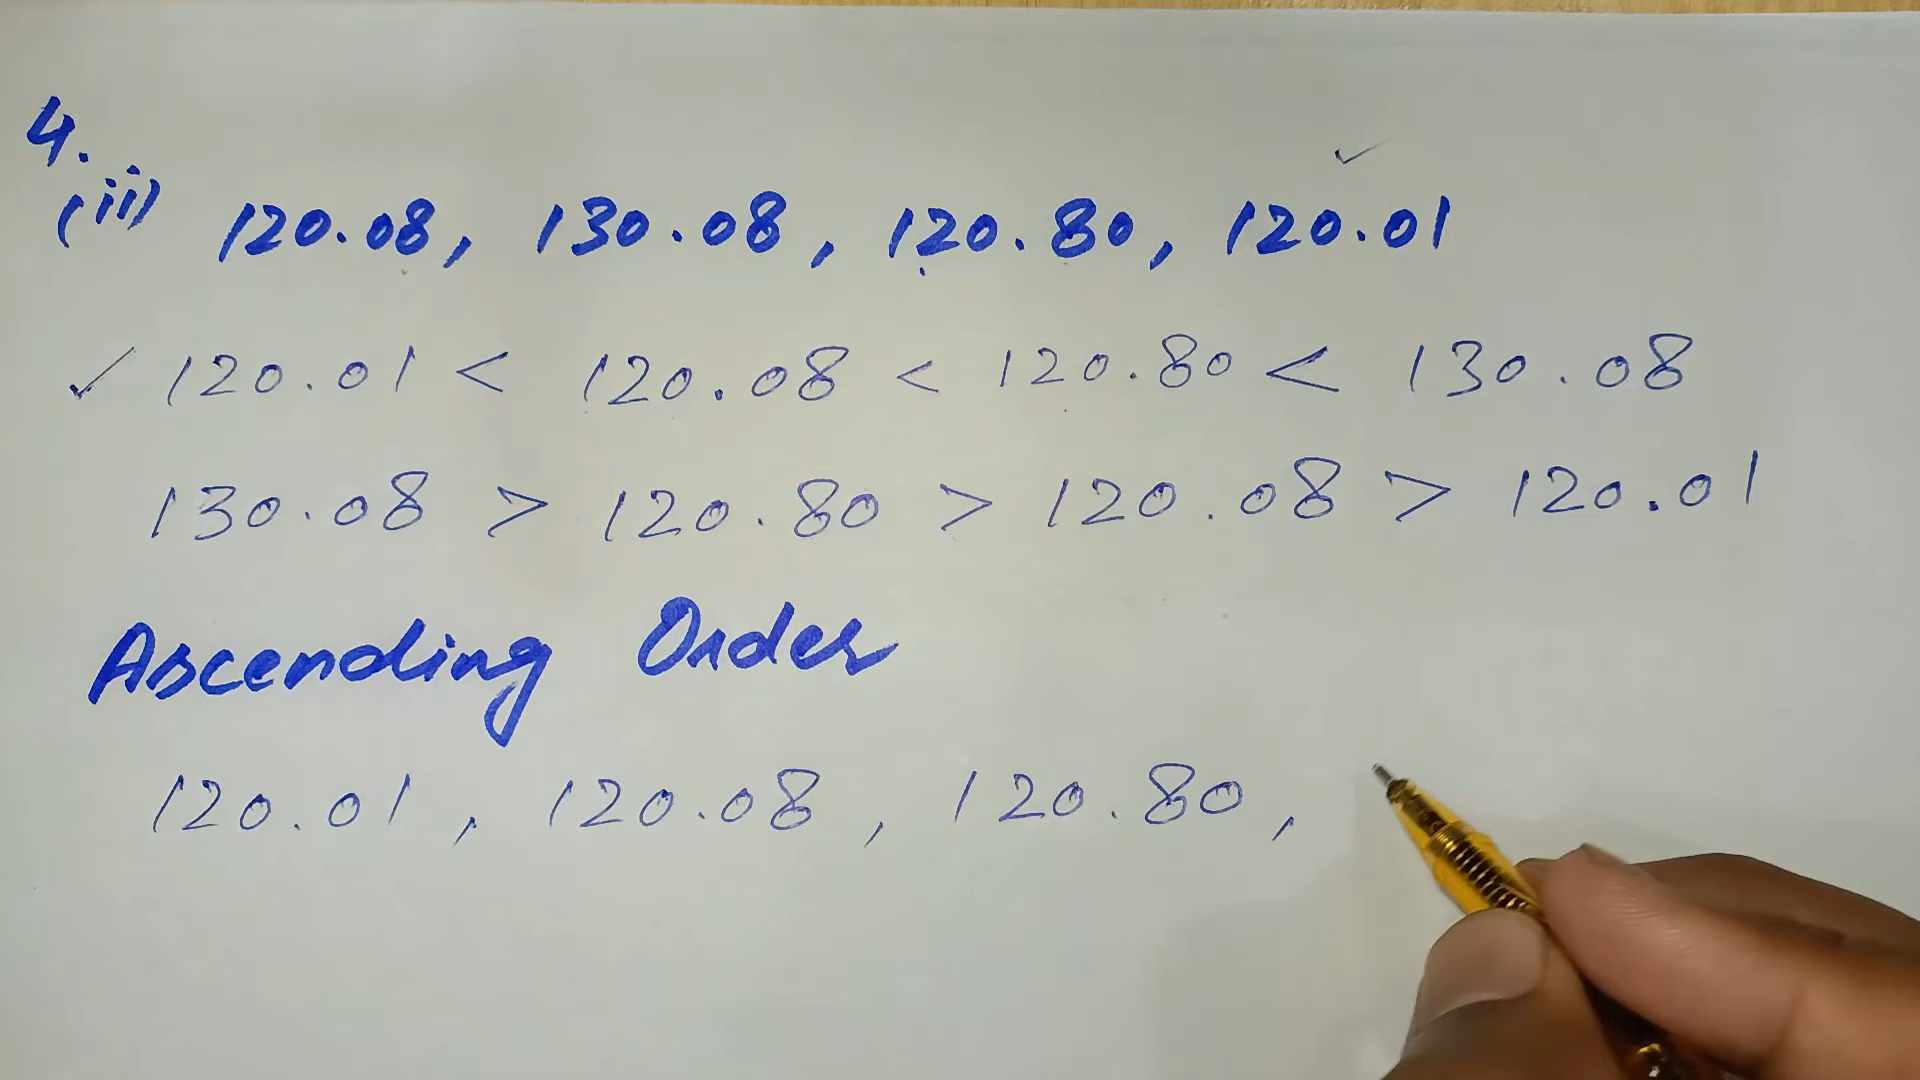 4.
(ii) 120.08, 130.08, 120.80, 120.01
✓ 120.01 < 120.08 < 120.80 < 130.08
130.08 > 120.80 > 120.08 > 120.01
Ascending Order
120.01, 120.08, 120.80,